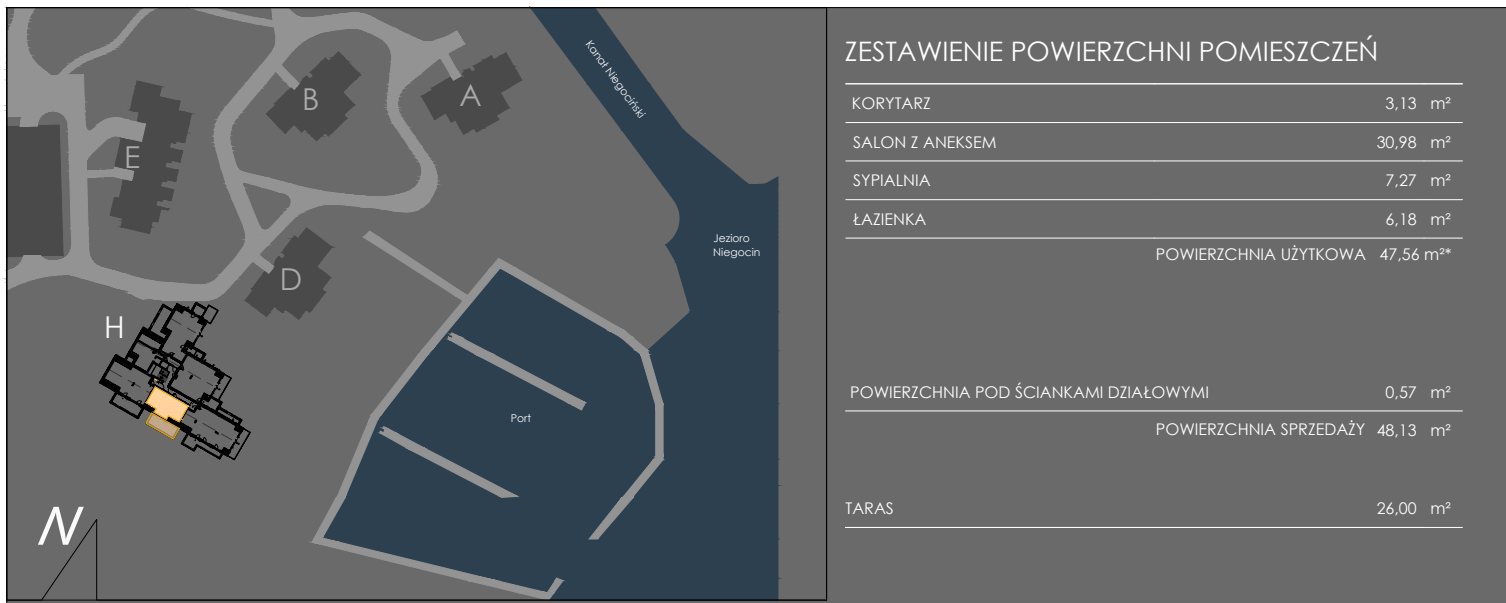 Kanał Niegociński
B
A
E
Jezioro
Niegocin
D
H
Port
N
ZESTAWIENIE POWIERZCHNI POMIESZCZEŃ
KORYTARZ 3,13 m²
SALON Z ANEKSEM 30,98 m²
SYPIALNIA 7,27 m²
ŁAZIENKA 6,18 m²
POWIERZCHNIA UŻYTKOWA 47,56 m²*
POWIERZCHNIA POD ŚCIANKAMI DZIAŁOWYMI 0,57 m²
POWIERZCHNIA SPRZEDAŻY 48,13 m²
TARAS 26,00 m²